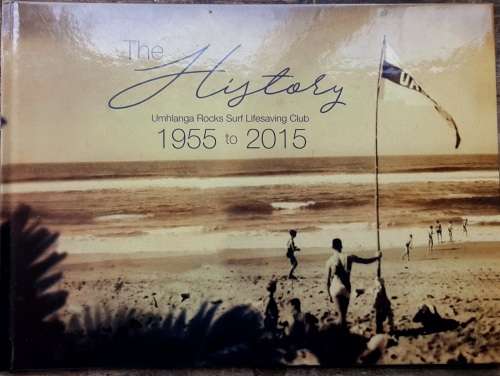 The
History
Umhlanga Rocks Surf Lifesaving Club
1955 to 2015